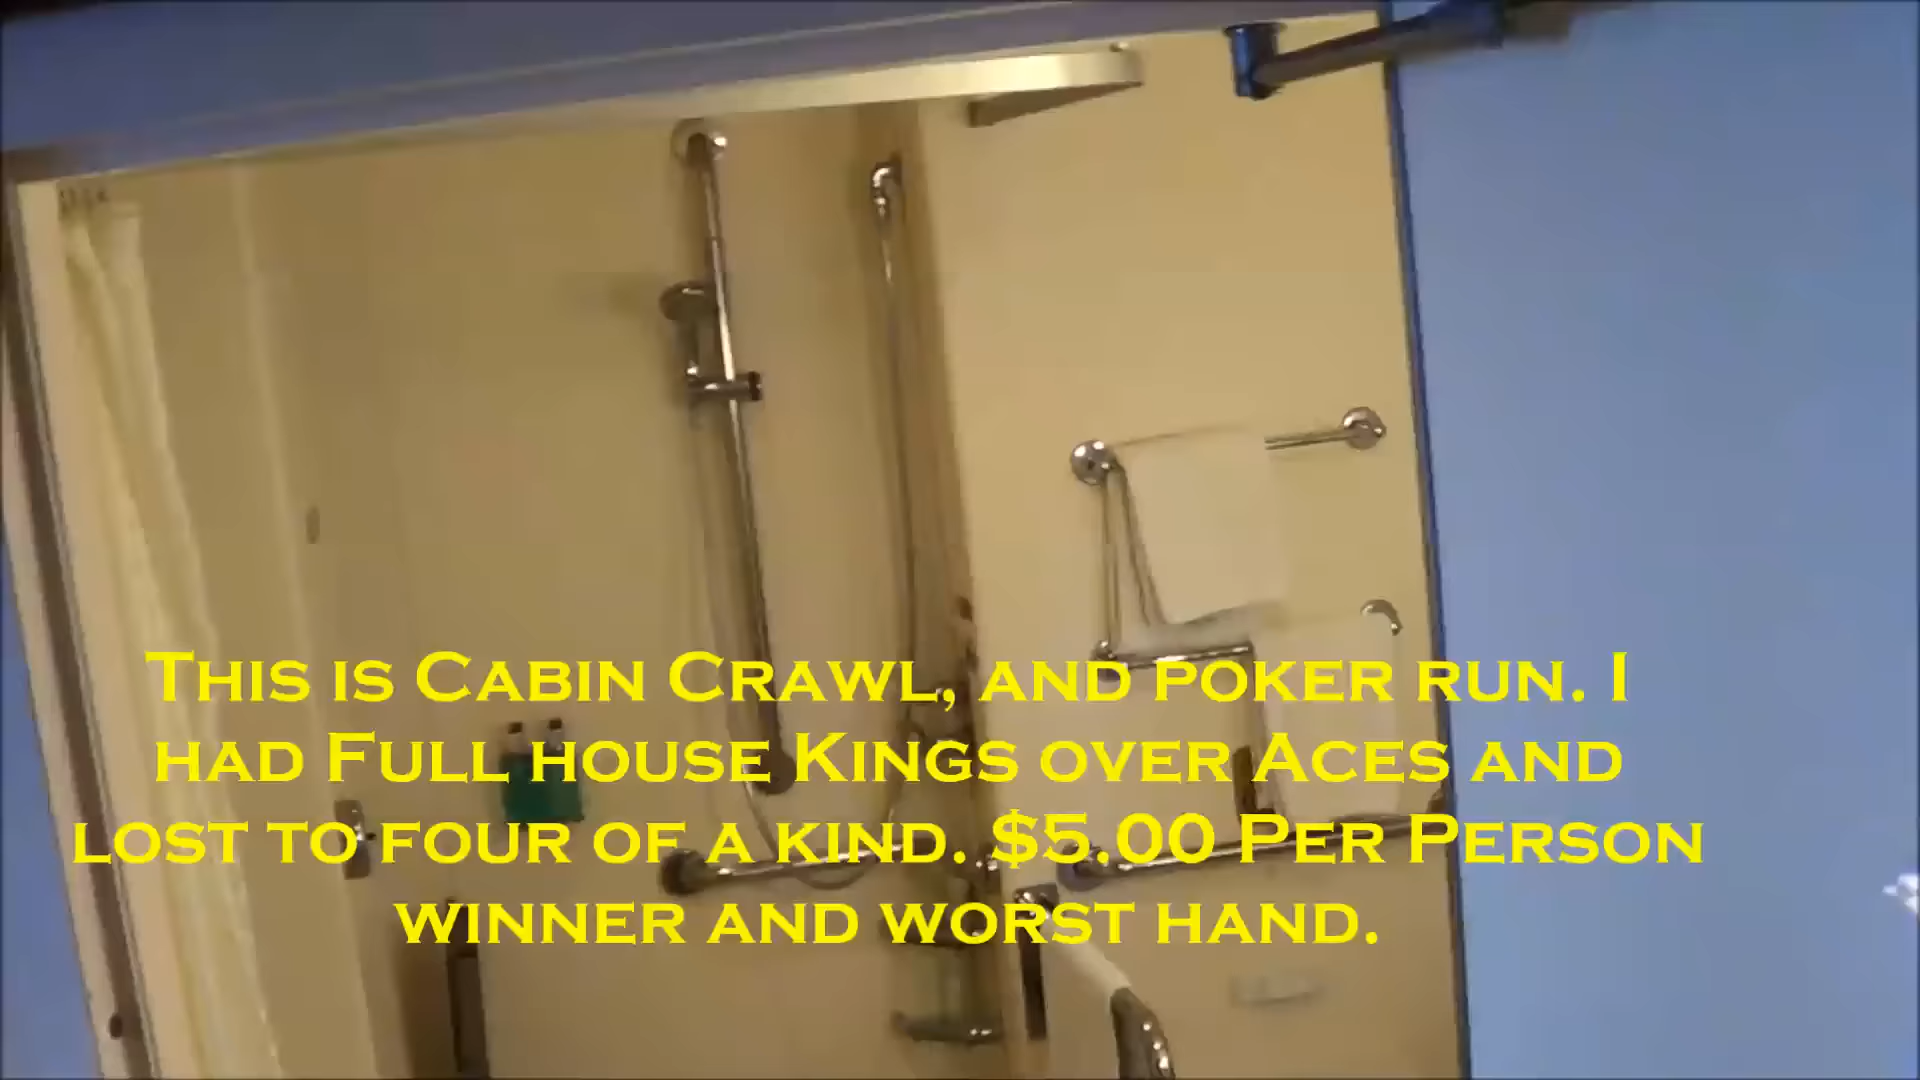 This is Cabin Crawl, and poker run. I
had Full house Kings over Aces and
lost to four of a kind. $5.00 Per Person
winner and worst hand.